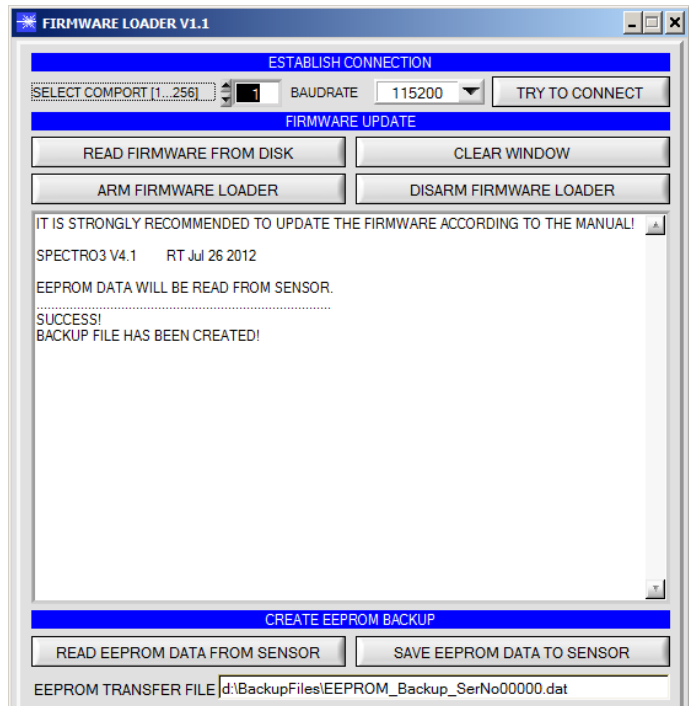 FIRMWARE LOADER V1.1
ESTABLISH CONNECTION
SELECT COMPORT [1...256] 1 BAUDRATE 115200 TRY TO CONNECT
FIRMWARE UPDATE
READ FIRMWARE FROM DISK CLEAR WINDOW
ARM FIRMWARE LOADER DISARM FIRMWARE LOADER
IT IS STRONGLY RECOMMENDED TO UPDATE THE FIRMWARE ACCORDING TO THE MANUAL!
SPECTRO3 V4.1 RT Jul 26 2012
EEPROM DATA WILL BE READ FROM SENSOR.
................................................................................
SUCCESS!
BACKUP FILE HAS BEEN CREATED!
CREATE EEPROM BACKUP
READ EEPROM DATA FROM SENSOR SAVE EEPROM DATA TO SENSOR
EEPROM TRANSFER FILE d:\BackupFiles\EEPROM_Backup_SerNo00000.dat